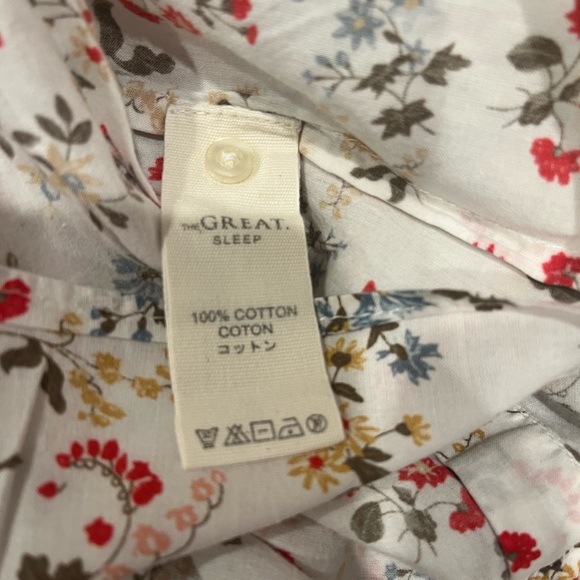 THE GREAT.
SLEEP
100% COTTON
COTON
コットン